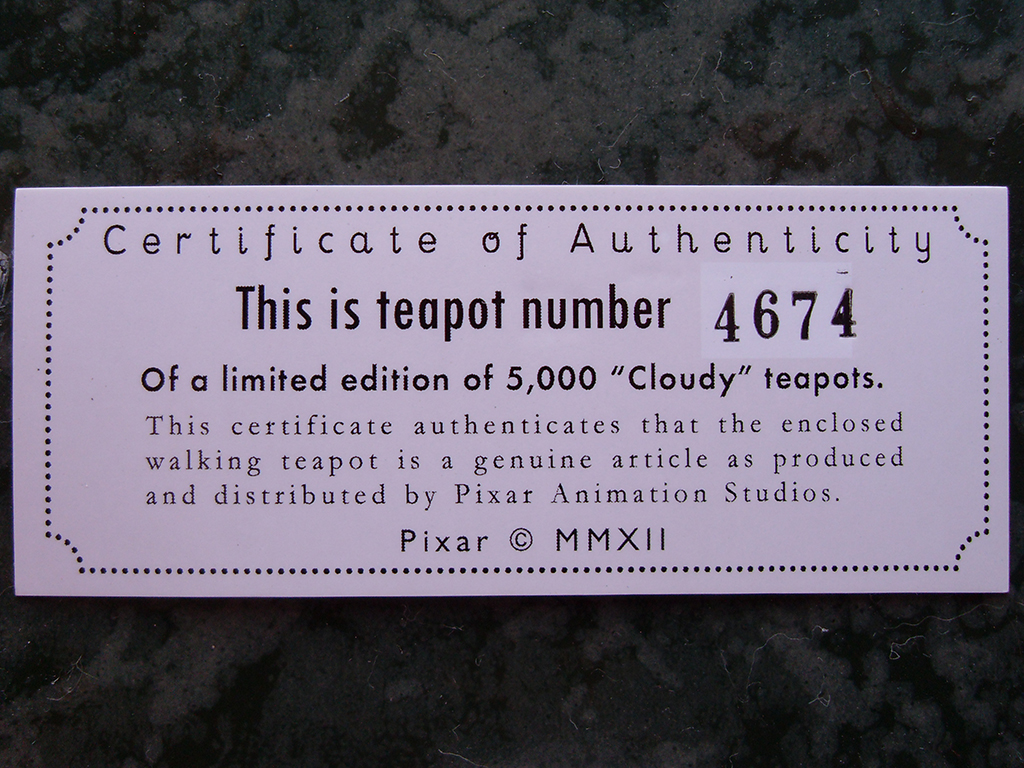 Certificate of Authenticity
This is teapot number 4674
Of a limited edition of 5,000 "Cloudy" teapots.
This certificate authenticates that the enclosed
walking teapot is a genuine article as produced
and distributed by Pixar Animation Studios.
Pixar © MMXII